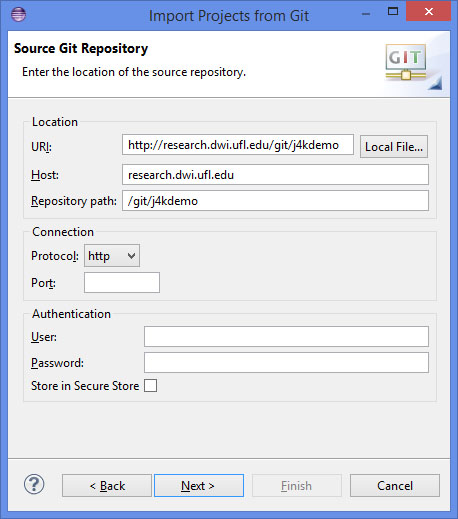 Import Projects from Git
Source Git Repository
Enter the location of the source repository.
GIT
Location
URI: http://research.dwi.ufl.edu/git/j4kdemo Local File...
Host: research.dwi.ufl.edu
Repository path: /git/j4kdemo
Connection
Protocol: http
Port:
Authentication
User:
Password:
Store in Secure Store
? < Back Next > Finish Cancel